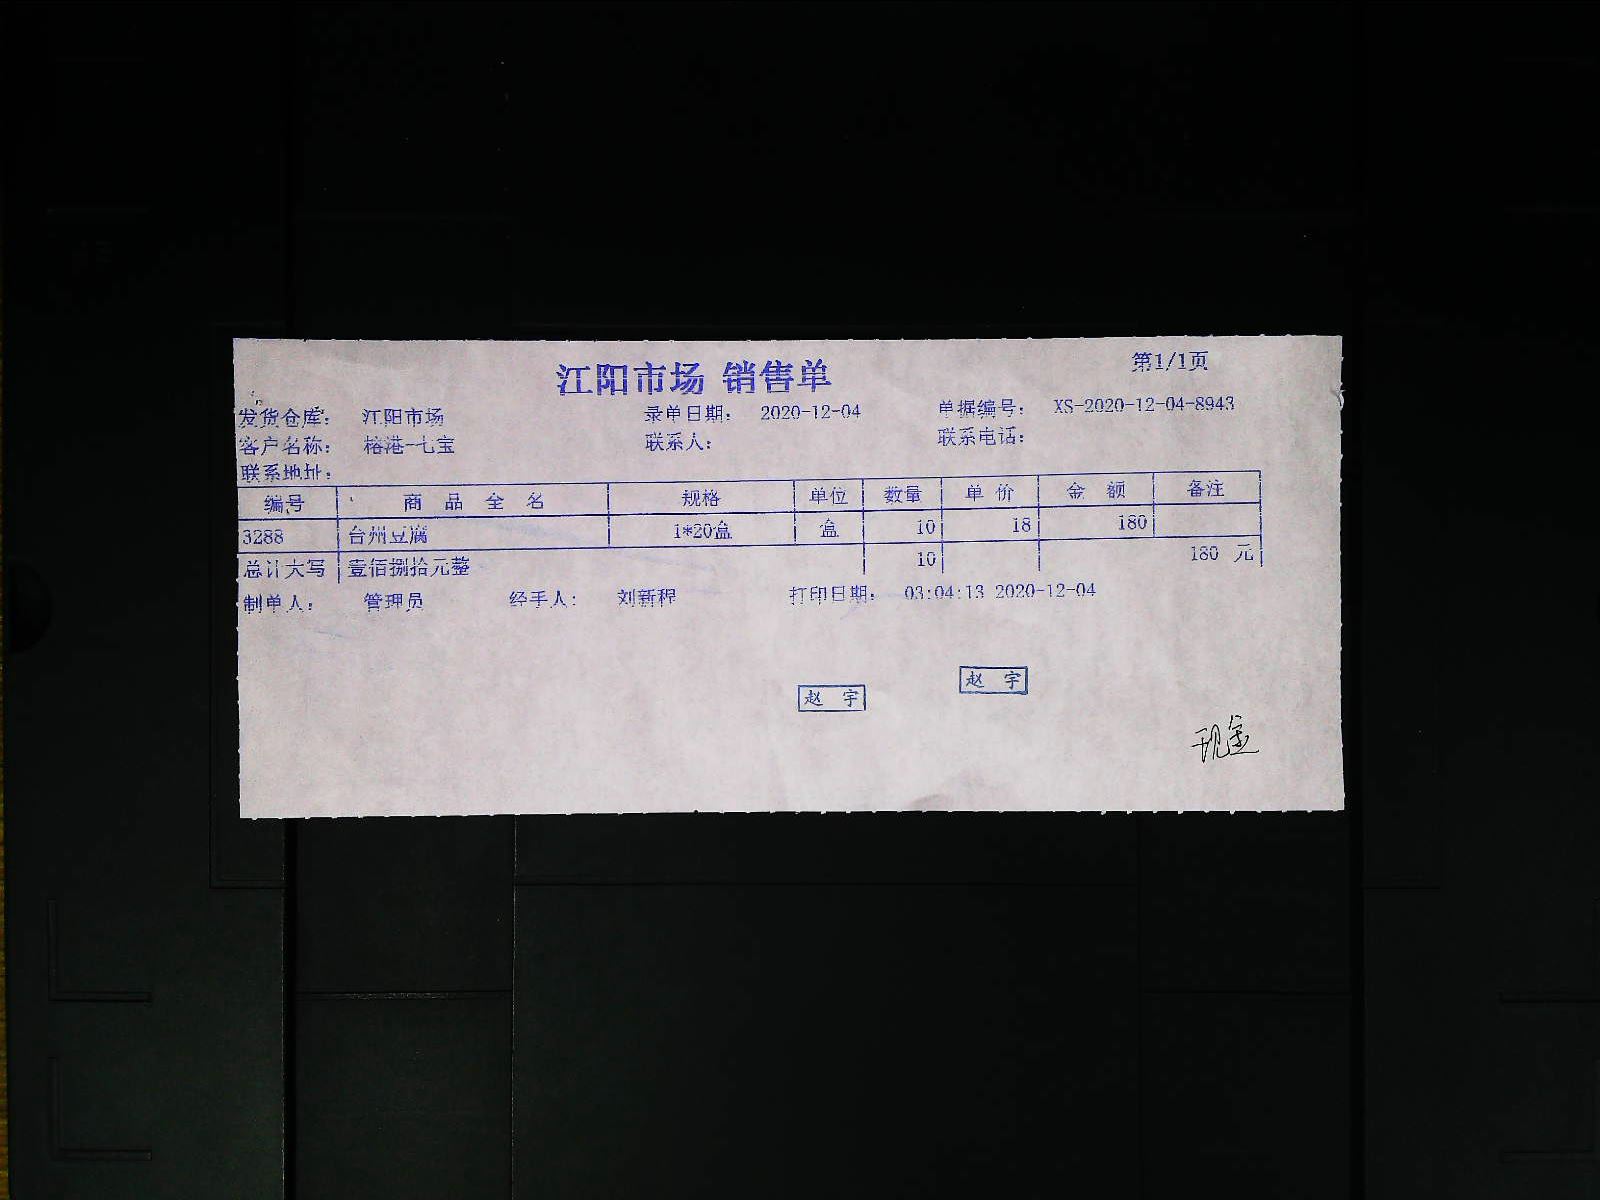 江阳市场 销售单 第1/1页
发货仓库: 江阳市场 录单日期: 2020-12-04 单据编号: XS-2020-12-04-8943
客户名称: 榕港-七宝 联系人: 联系电话:
联系地址:
编号 商 品 全 名 规格 单位 数量 单 价 金 额 备注
3288 台州豆腐 1*20盒 盒 10 18 180
总计大写 壹佰捌拾元整 10 180 元
制单人: 管理员 经手人: 刘新程 打印日期: 03:04:13 2020-12-04
赵 宇
赵 宇
现金